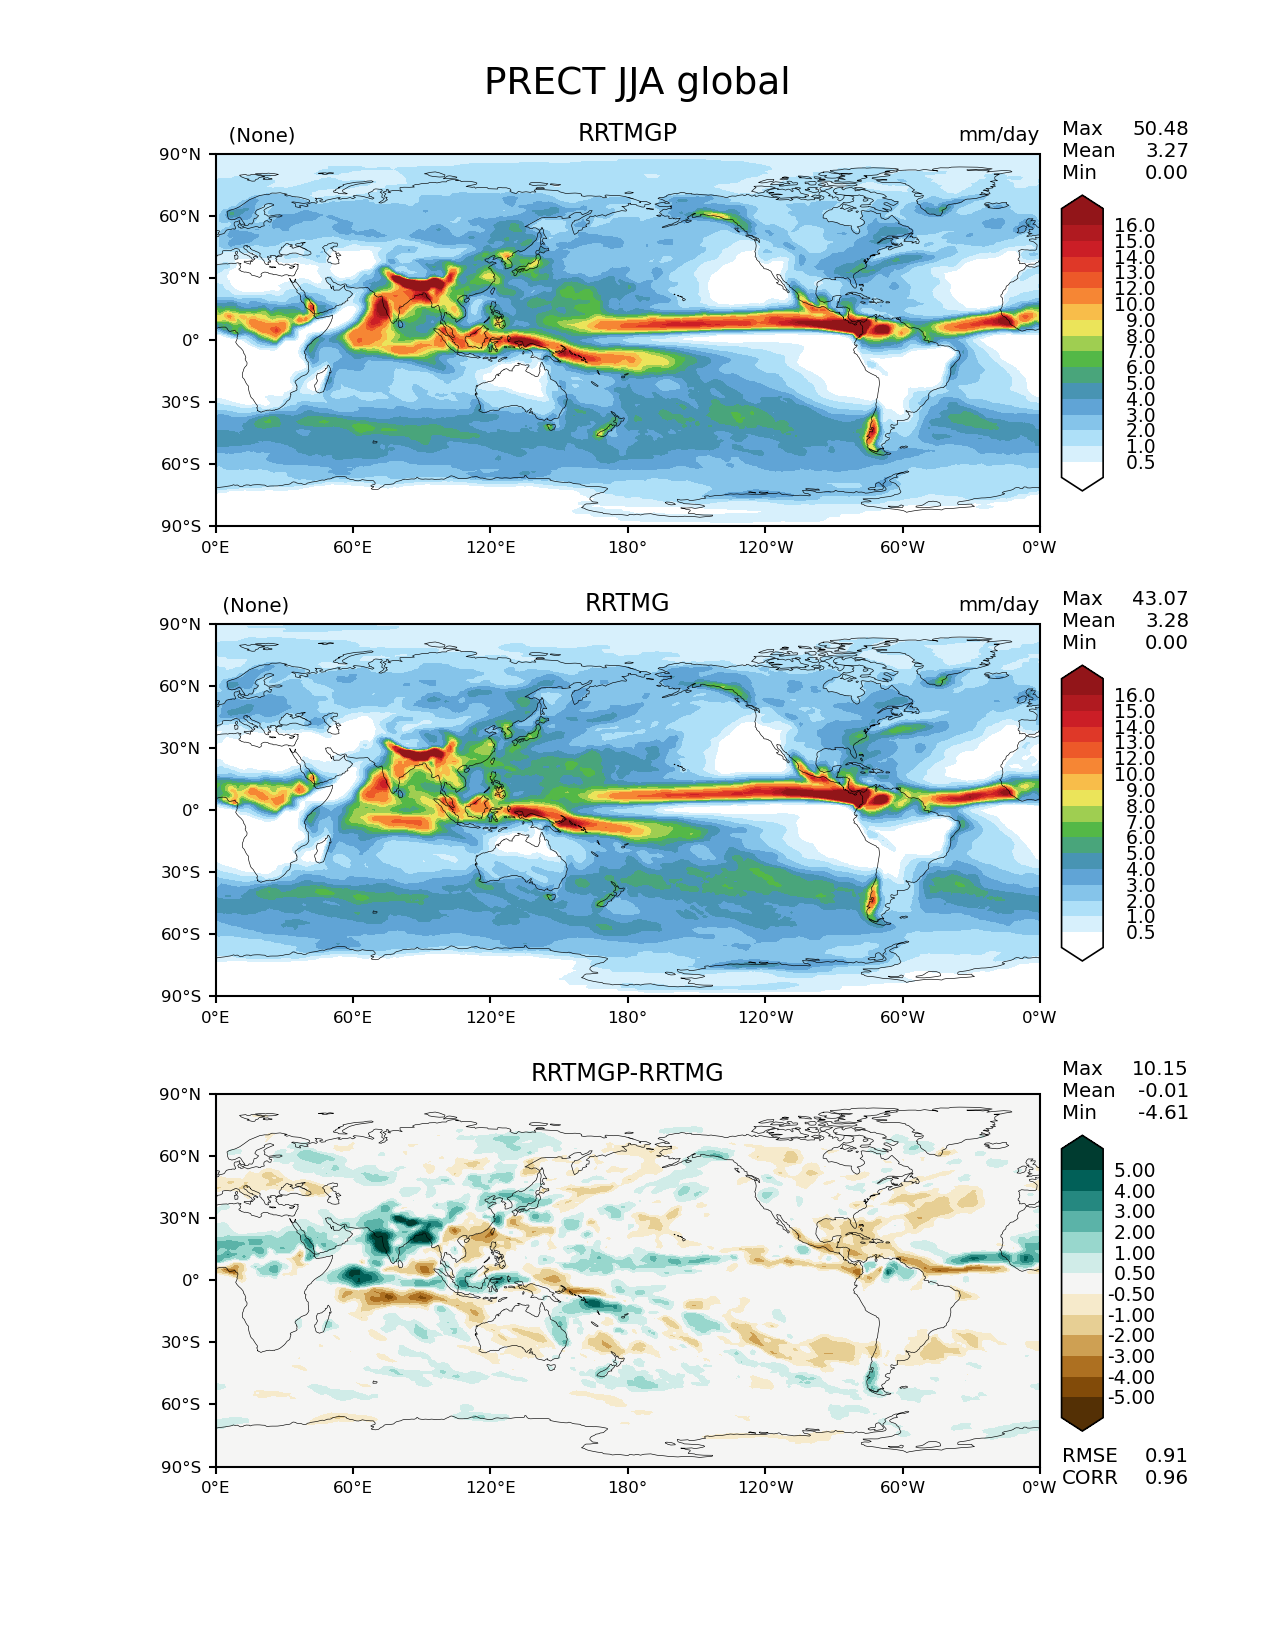 PRECT JJA global
(None) RRTMGP mm/day
Max 50.48
Mean 3.27
Min 0.00
90°N
60°N
30°N
0°
30°S
60°S
90°S
0°E 60°E 120°E 180° 120°W 60°W 0°W
16.0
15.0
14.0
13.0
12.0
10.0
9.0
8.0
7.0
6.0
5.0
4.0
3.0
2.0
1.0
0.5
(None) RRTMG mm/day
Max 43.07
Mean 3.28
Min 0.00
90°N
60°N
30°N
0°
30°S
60°S
90°S
0°E 60°E 120°E 180° 120°W 60°W 0°W
16.0
15.0
14.0
13.0
12.0
10.0
9.0
8.0
7.0
6.0
5.0
4.0
3.0
2.0
1.0
0.5
RRTMGP-RRTMG
Max 10.15
Mean -0.01
Min -4.61
90°N
60°N
30°N
0°
30°S
60°S
90°S
0°E 60°E 120°E 180° 120°W 60°W 0°W
5.00
4.00
3.00
2.00
1.00
0.50
-0.50
-1.00
-2.00
-3.00
-4.00
-5.00
RMSE 0.91
CORR 0.96